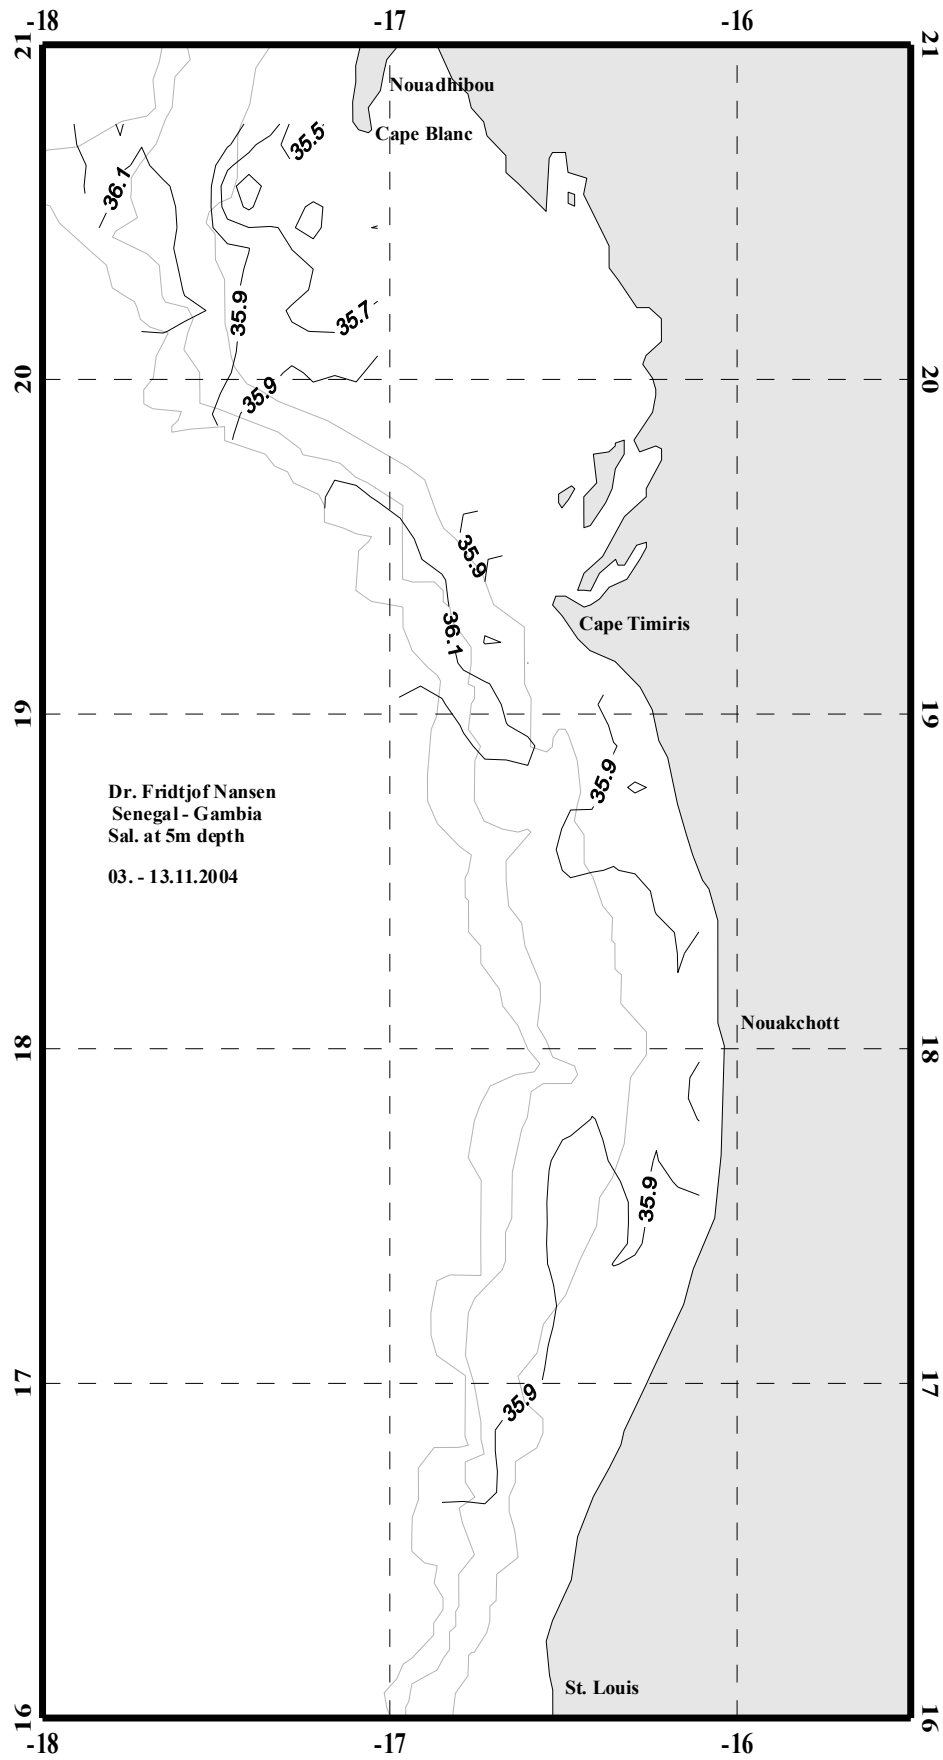 -18 -17 -16
21 21
Nouadhibou
Cape Blanc
35.5
36.1
35.9
35.7
20 20
35.9
35.9
Cape Timiris
36.1
19 19
35.9
Dr. Fridtjof Nansen
Senegal - Gambia
Sal. at 5m depth
03. - 13.11.2004
Nouakchott
18 18
35.9
17 17
35.9
St. Louis
16 16
-18 -17 -16